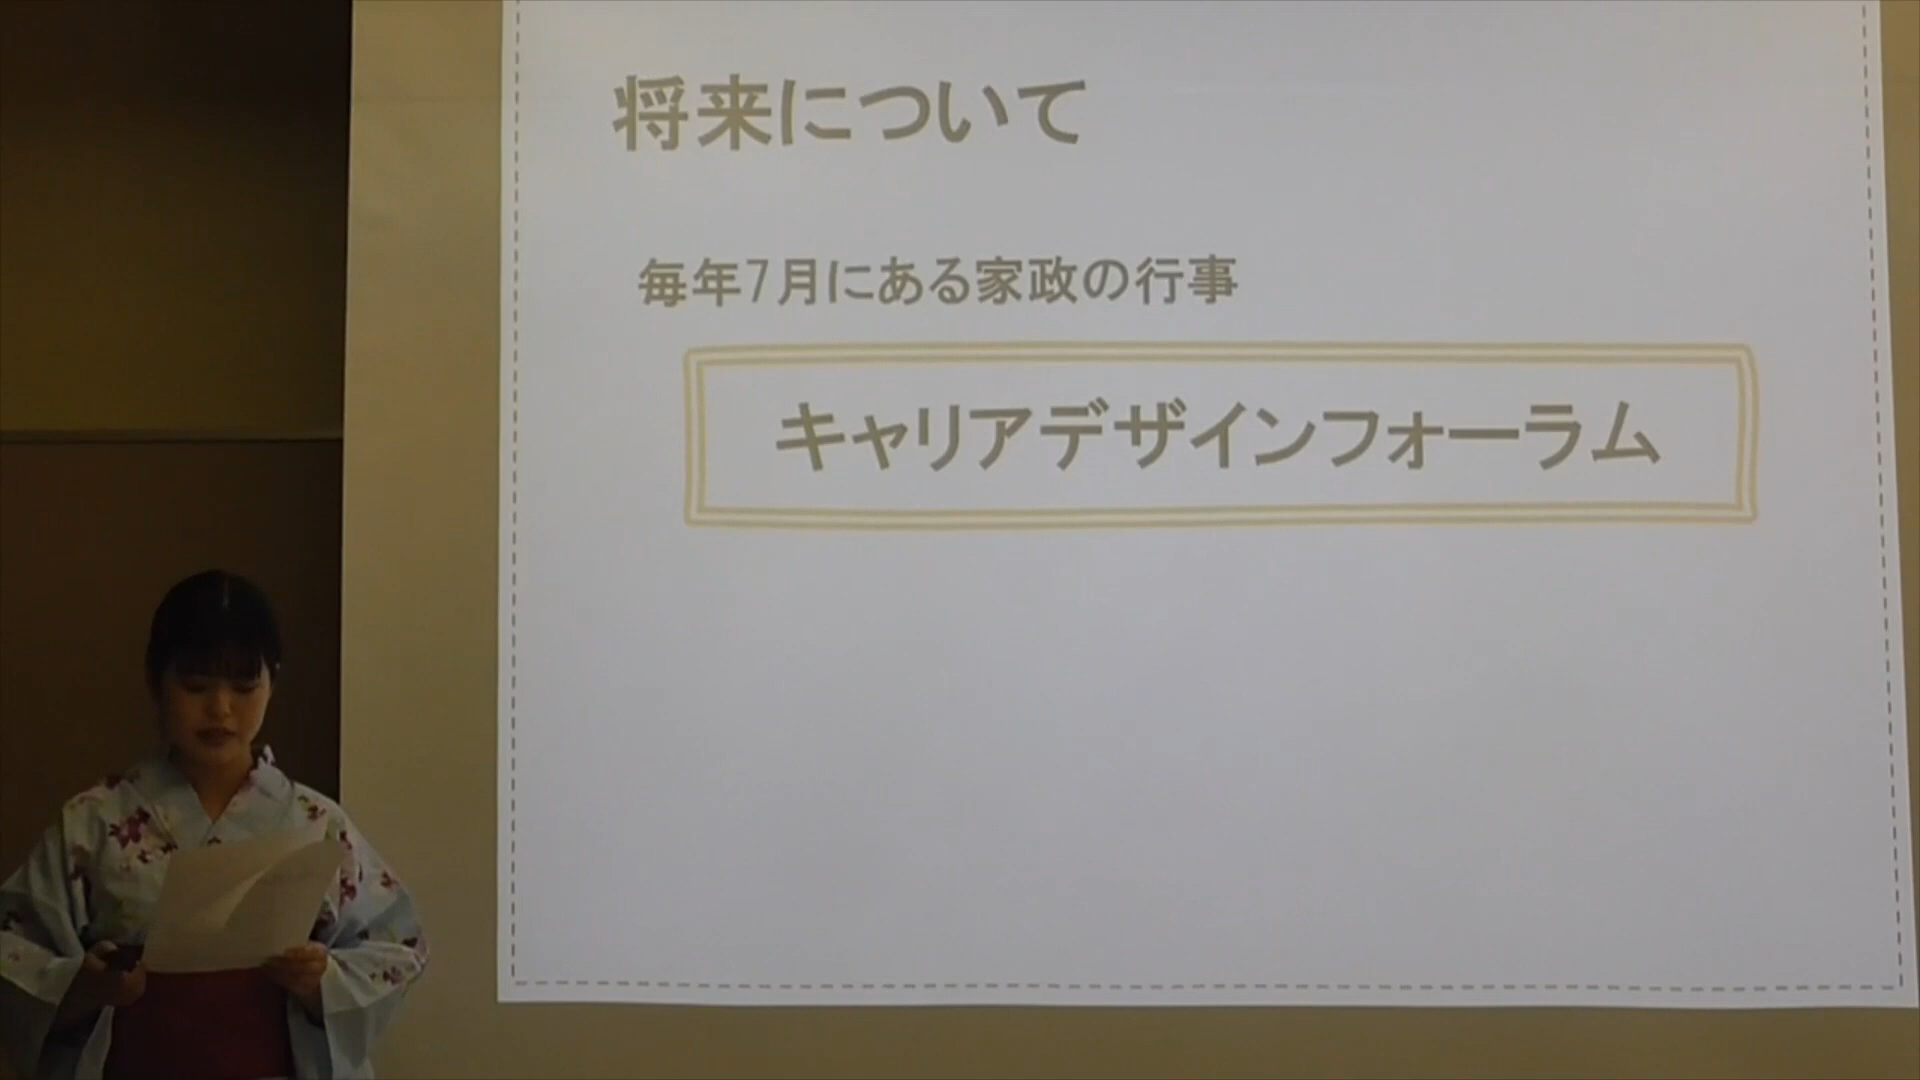 将来について
毎年7月にある家政の行事
キャリアデザインフォーラム